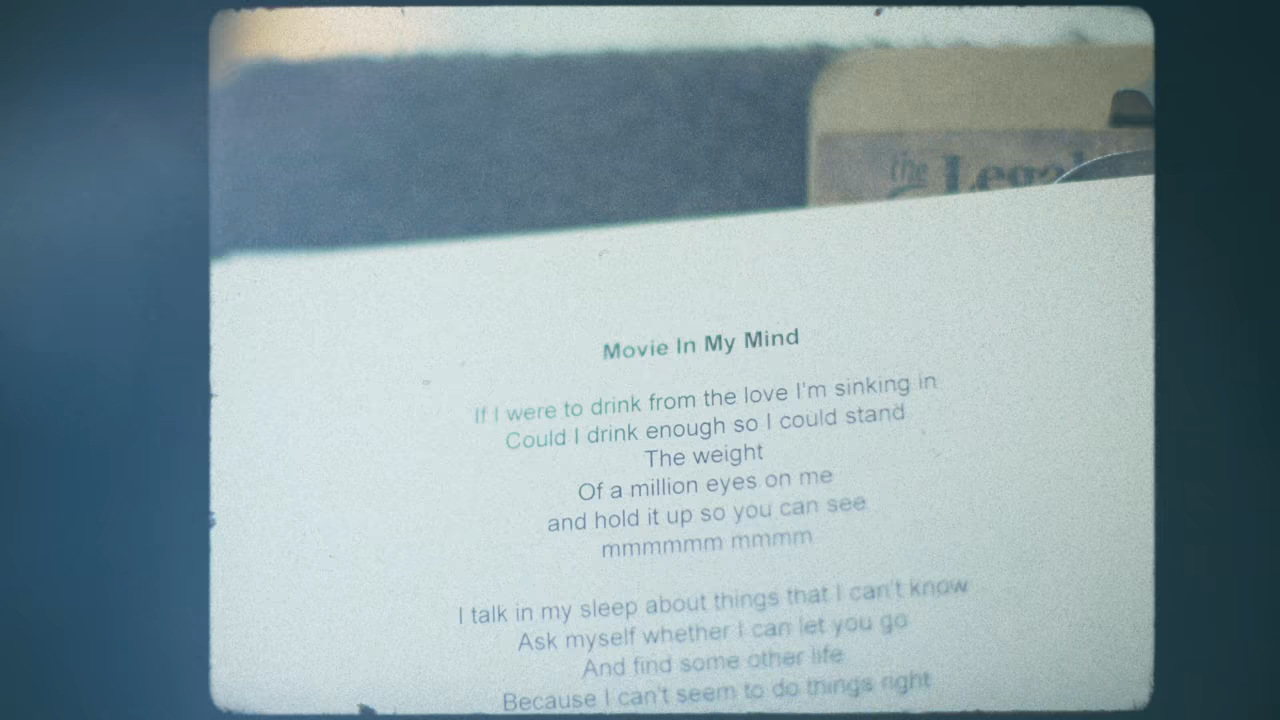 the Legal
Movie In My Mind
If I were to drink from the love I'm sinking in
Could I drink enough so I could stand
The weight
Of a million eyes on me
and hold it up so you can see
mmmmmm mmmm
I talk in my sleep about things that I can't know
Ask myself whether I can let you go
And find some other life
Because I can't seem to do things right